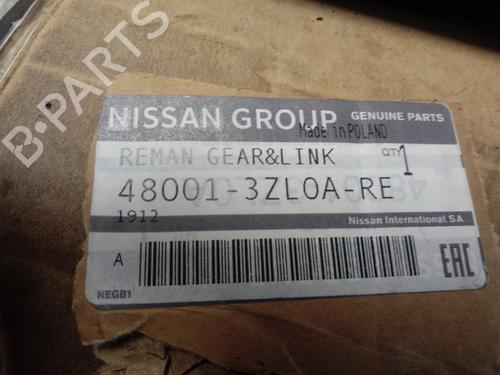 B-PARTS
NISSAN GROUP GENUINE PARTS
Made in POLAND
REMAN GEAR&LINK QTY 1
48001-3ZL0A-RE
1912
Nissan International S.A.
A
EAC
NEGB1